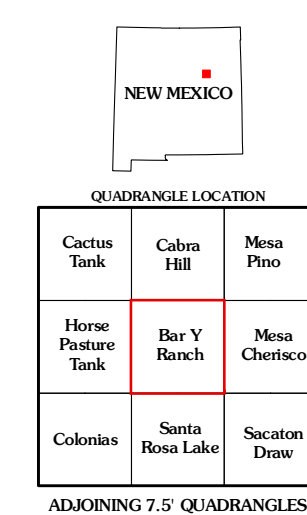 NEW MEXICO
QUADRANGLE LOCATION
Cactus
Tank
Cabra
Hill
Mesa
Pino
Horse
Pasture
Tank
Bar Y
Ranch
Mesa
Cherisco
Colonias
Santa
Rosa Lake
Sacaton
Draw
ADJOINING 7.5' QUADRANGLES